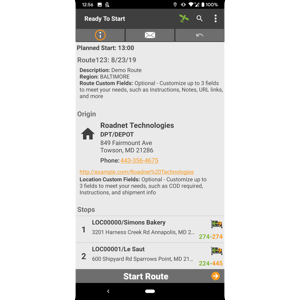 12:56
Ready To Start
Planned Start: 13:00
Route123: 8/23/19
Description: Demo Route
Region: BALTIMORE
Route Custom Fields: Optional - Customize up to 3 fields
to meet your needs, such as Instructions, Notes, URL links,
and more
Origin
Roadnet Technologies
DPT/DEPOT
849 Fairmount Ave
Towson, MD 21286
Phone: 443-356-4675
http://example.com/Roadnet%20Technologies
Location Custom Fields: Optional - Customize up to
3 fields to meet your needs, such as COD required,
Instructions, and shipment info
Stops
1 LOC00000/Simons Bakery
3201 Harness Creek Rd Annapolis, MD 2...
274-274
2 LOC00001/Le Saut
600 Shipyard Rd Sparrows Point, MD 21...
224-448
Start Route